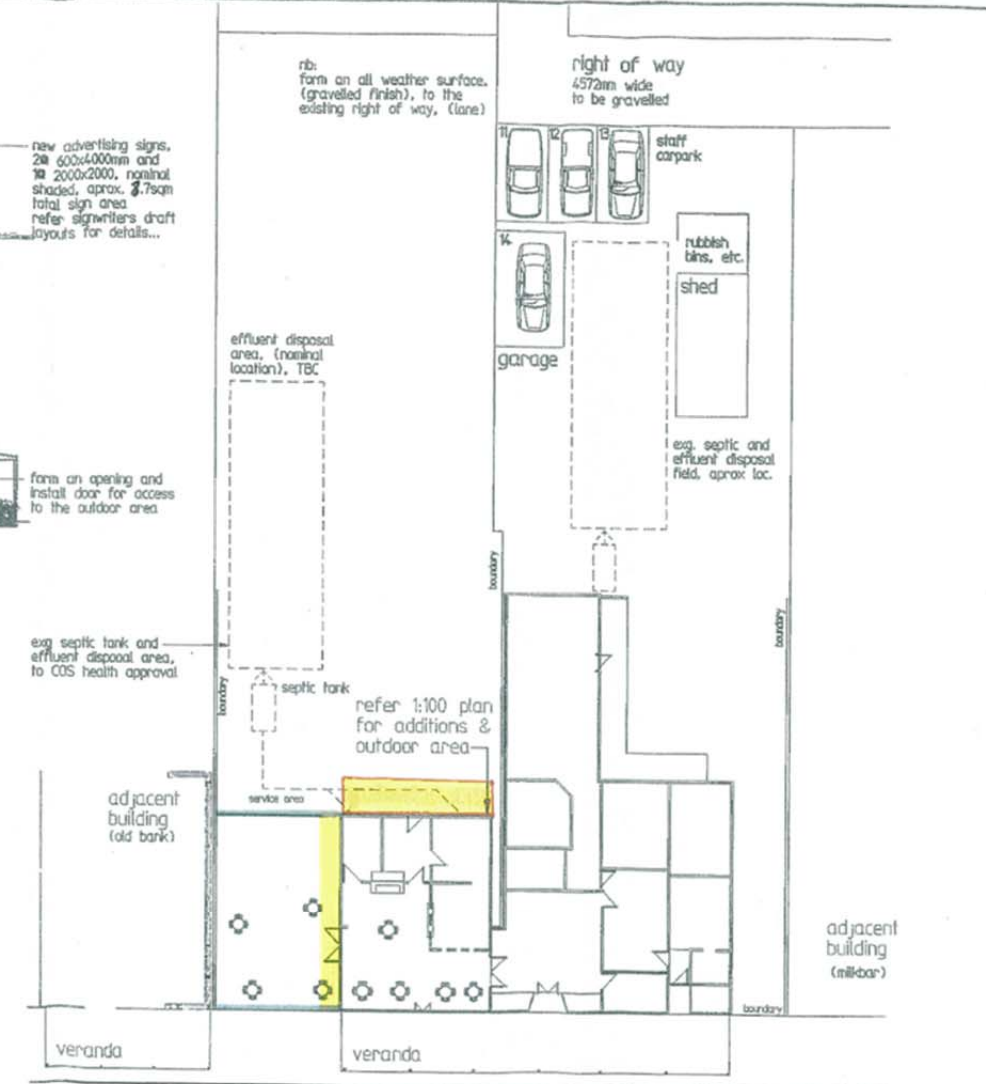 nb:
form an all weather surface,
(gravelled finish), to the
existing right of way, (lane)
right of way
4572mm wide
to be gravelled
new advertising signs,
2@ 600x4000mm and
1@ 2000x2000, nominal
shaded, aprox. 8.7sqm
total sign area
refer signwriters draft
layouts for details...
11
12
13
staff
carpark
14
garage
rubbish
bins, etc.
shed
effluent disposal
area, (nominal
location), TBC
exg. septic and
effluent disposal
field, aprox loc.
form an opening and
install door for access
to the outdoor area
boundary
boundary
exg septic tank and
effluent disposal area,
to COS health approval
boundary
septic tank
refer 1:100 plan
for additions &
outdoor area
service area
adjacent
building
(old bank)
adjacent
building
(milkbar)
boundary
veranda
veranda